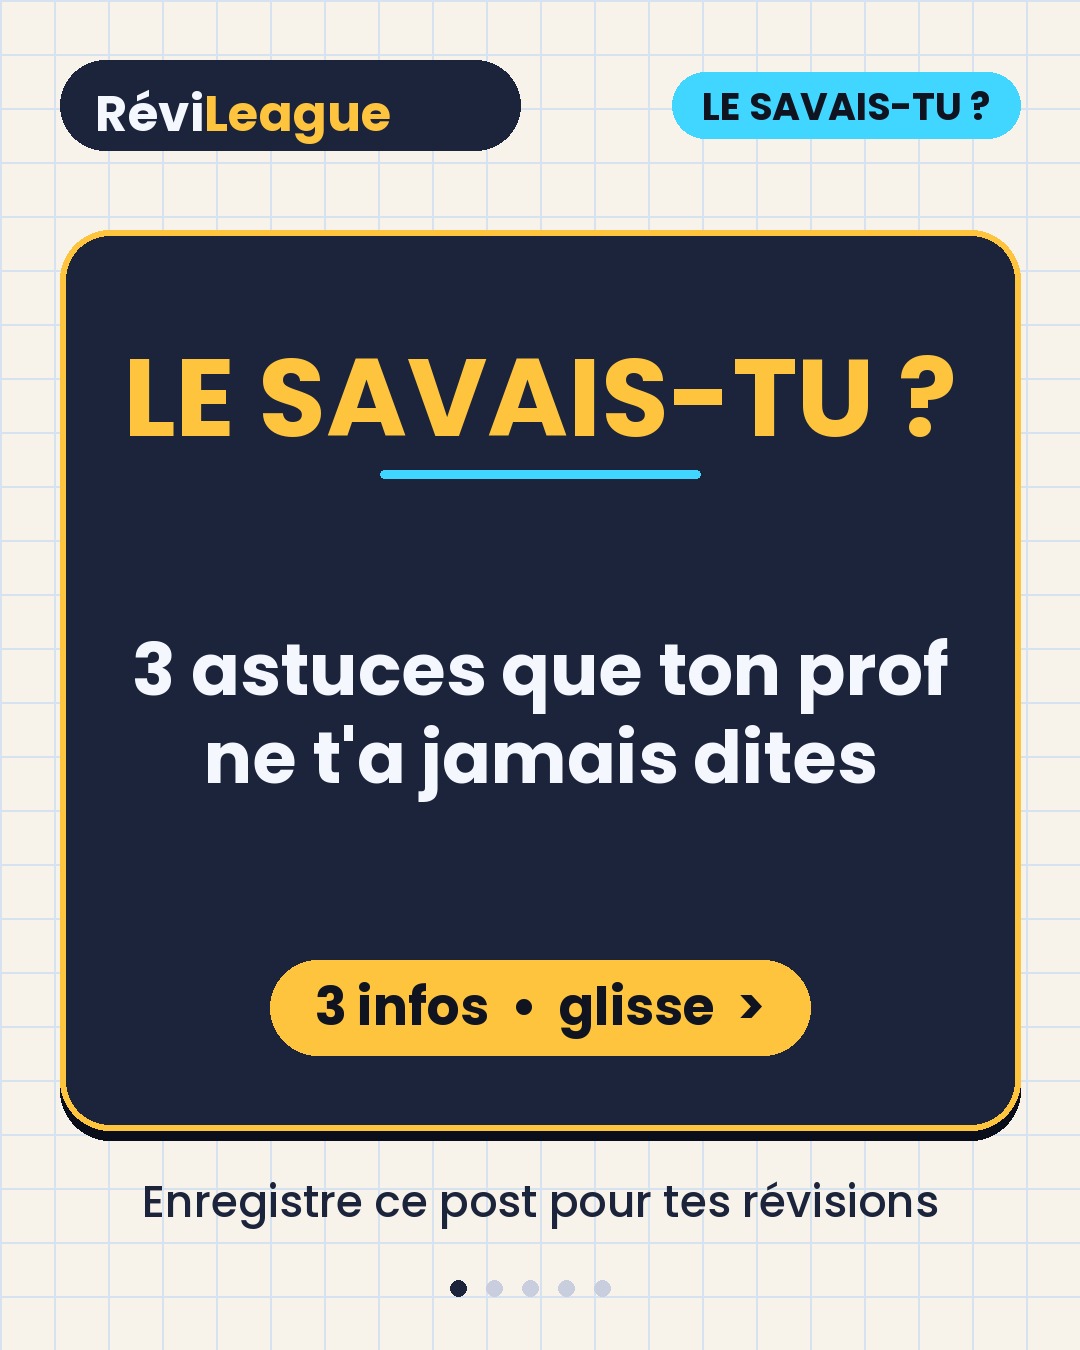 RéviLeague
LE SAVAIS-TU ?
LE SAVAIS-TU ?
3 astuces que ton prof
ne t'a jamais dites
3 infos • glisse >
Enregistre ce post pour tes révisions